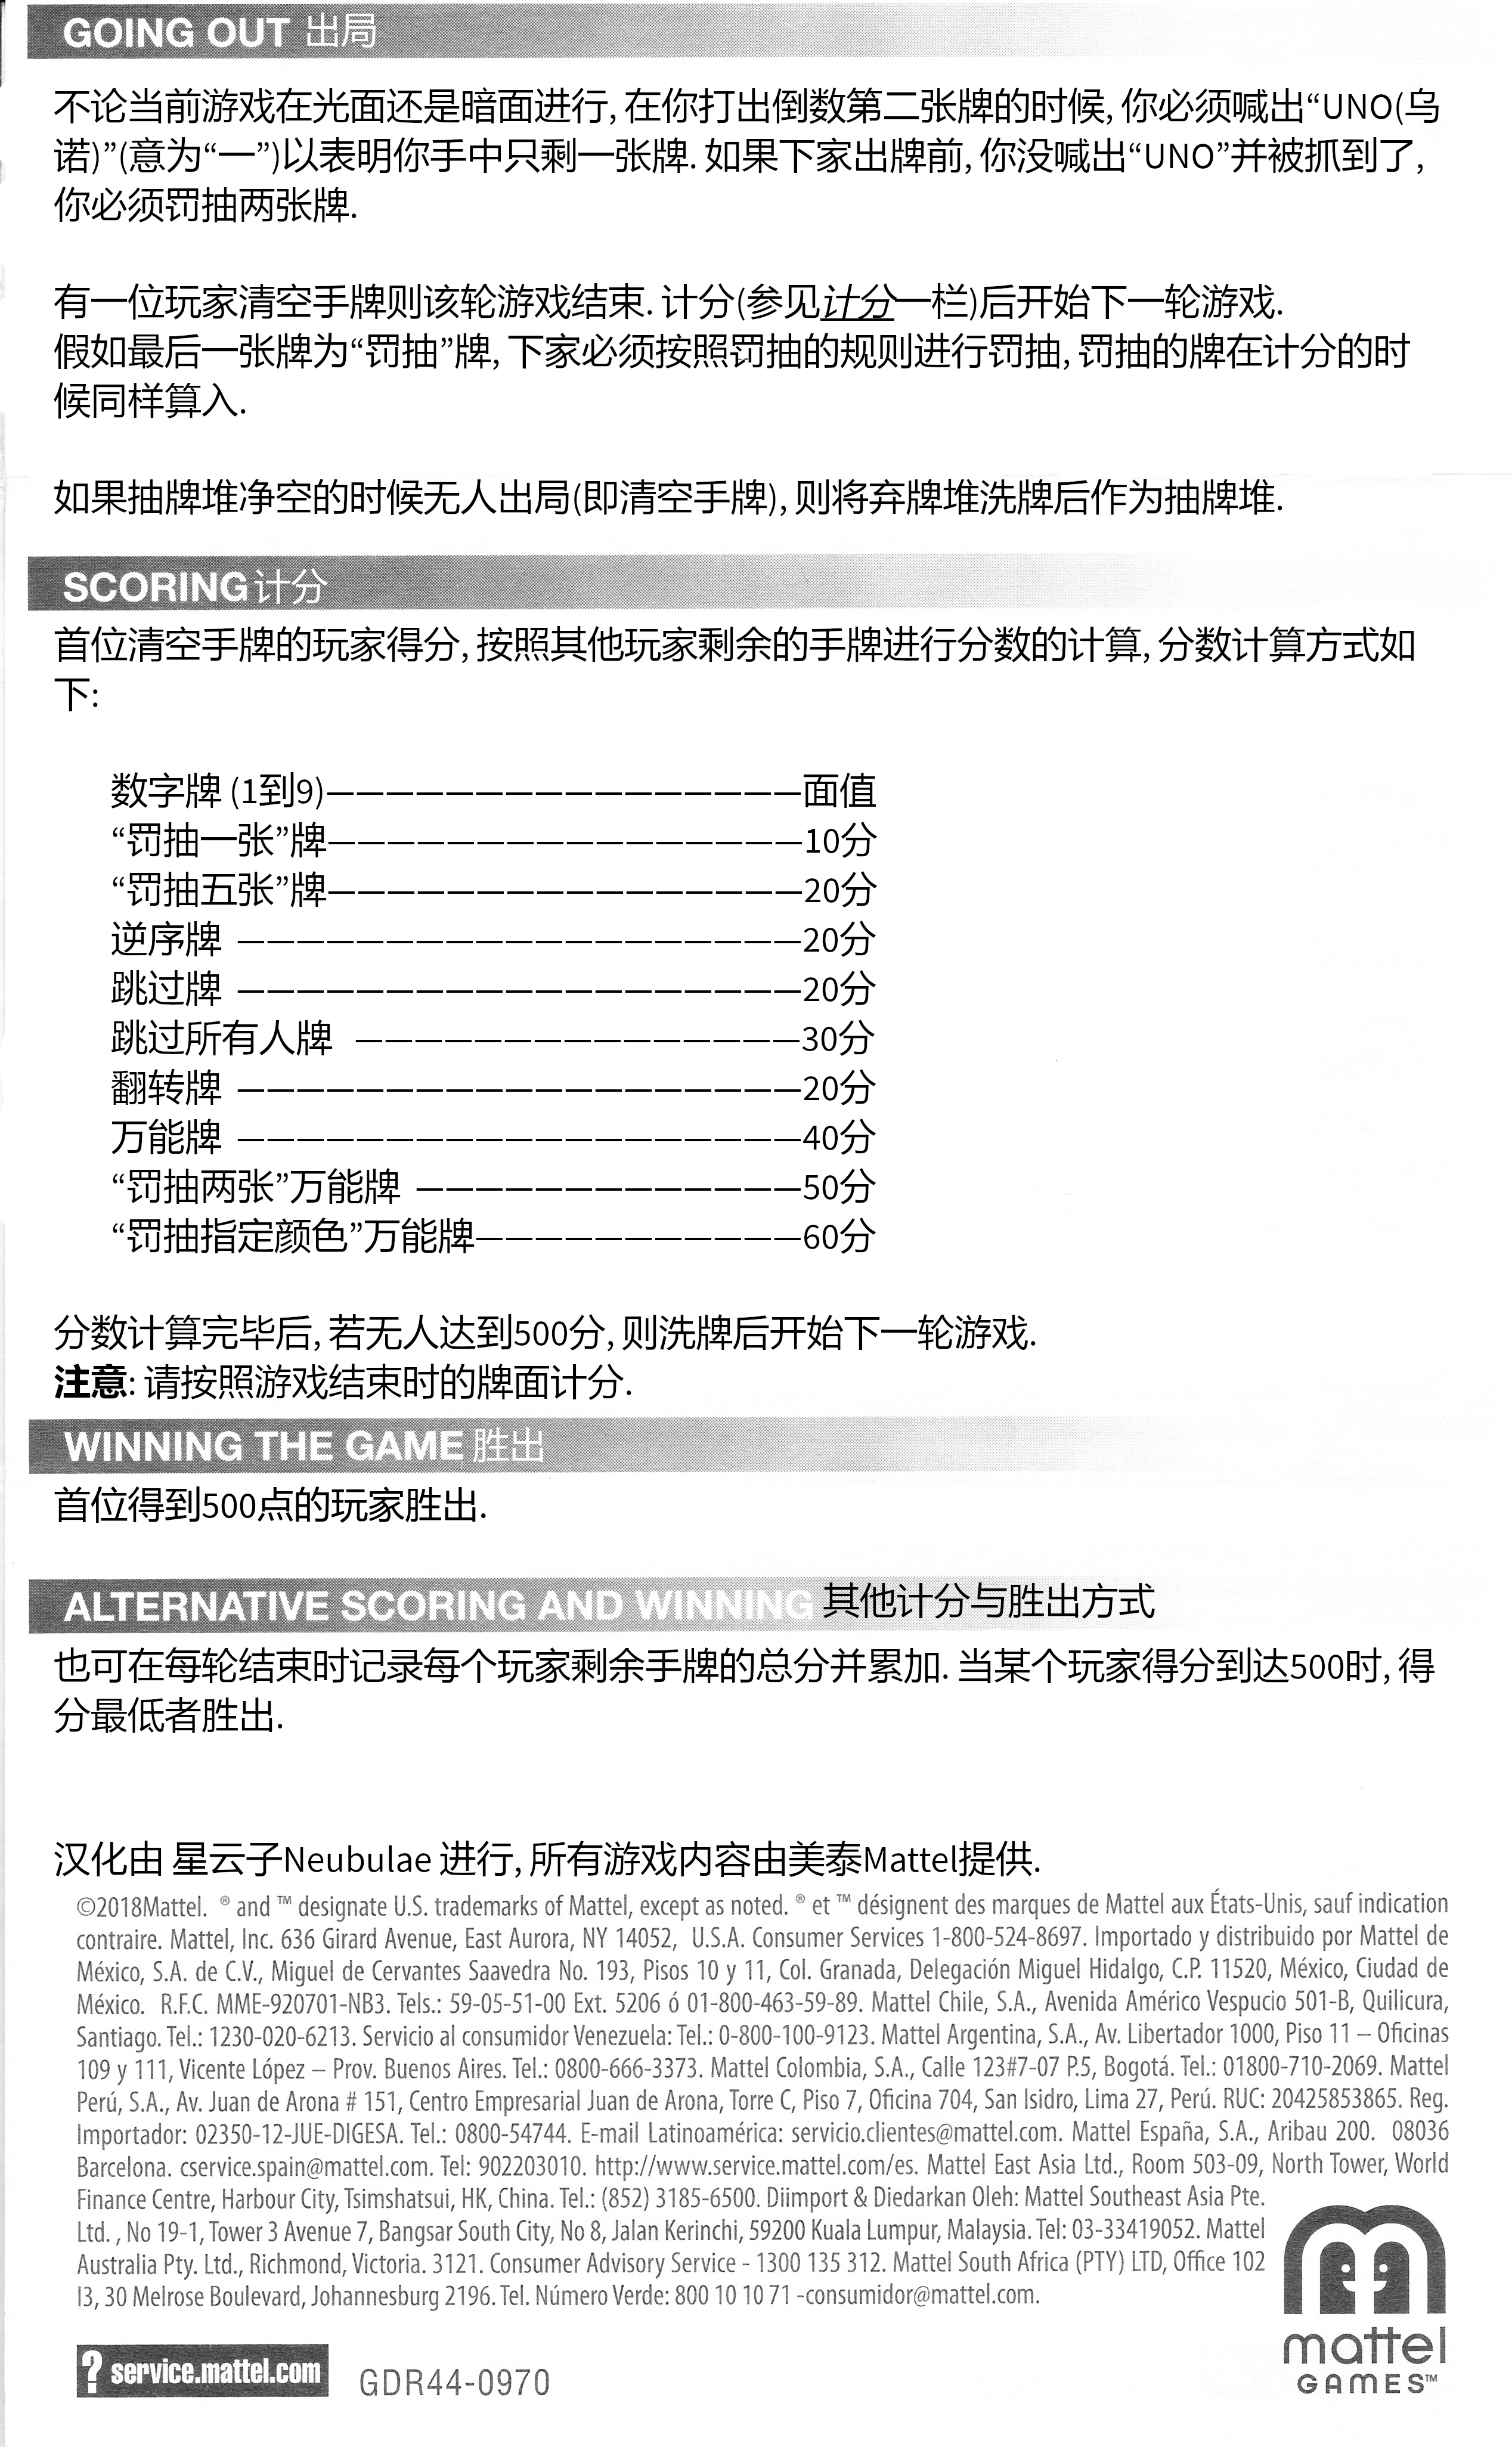 GOING OUT 出局
不论当前游戏在光面还是暗面进行, 在你打出倒数第二张牌的时候, 你必须喊出“UNO(乌
诺)”(意为“一”)以表明你手中只剩一张牌. 如果下家出牌前, 你没喊出“UNO”并被抓到了,
你必须罚抽两张牌.
有一位玩家清空手牌则该轮游戏结束. 计分(参见计分一栏)后开始下一轮游戏.
假如最后一张牌为“罚抽”牌, 下家必须按照罚抽的规则进行罚抽, 罚抽的牌在计分的时
候同样算入.
如果抽牌堆净空的时候无人出局(即清空手牌), 则将弃牌堆洗牌后作为抽牌堆.
SCORING 计分
首位清空手牌的玩家得分, 按照其他玩家剩余的手牌进行分数的计算, 分数计算方式如
下:
数字牌 (1到9)————————————————面值
“罚抽一张”牌————————————————10分
“罚抽五张”牌————————————————20分
逆序牌 ———————————————————20分
跳过牌 ———————————————————20分
跳过所有人牌 ———————————————30分
翻转牌 ———————————————————20分
万能牌 ———————————————————40分
“罚抽两张”万能牌 —————————————50分
“罚抽指定颜色”万能牌———————————60分
分数计算完毕后, 若无人达到500分, 则洗牌后开始下一轮游戏.
注意: 请按照游戏结束时的牌面计分.
WINNING THE GAME 胜出
首位得到500点的玩家胜出.
ALTERNATIVE SCORING AND WINNING 其他计分与胜出方式
也可在每轮结束时记录每个玩家剩余手牌的总分并累加. 当某个玩家得分到达500时, 得
分最低者胜出.
汉化由 星云子Neubulae 进行, 所有游戏内容由美泰Mattel提供.
©2018Mattel. ® and ™ designate U.S. trademarks of Mattel, except as noted. ® et ™ désignent des marques de Mattel aux États-Unis, sauf indication
contraire. Mattel, Inc. 636 Girard Avenue, East Aurora, NY 14052, U.S.A. Consumer Services 1-800-524-8697. Importado y distribuido por Mattel de
México, S.A. de C.V., Miguel de Cervantes Saavedra No. 193, Pisos 10 y 11, Col. Granada, Delegación Miguel Hidalgo, C.P. 11520, México, Ciudad de
México. R.F.C. MME-920701-NB3. Tels.: 59-05-51-00 Ext. 5206 ó 01-800-463-59-89. Mattel Chile, S.A., Avenida Américo Vespucio 501-B, Quilicura,
Santiago. Tel.: 1230-020-6213. Servicio al consumidor Venezuela: Tel.: 0-800-100-9123. Mattel Argentina, S.A., Av. Libertador 1000, Piso 11 – Oficinas
109 y 111, Vicente López – Prov. Buenos Aires. Tel.: 0800-666-3373. Mattel Colombia, S.A., Calle 123#7-07 P.5, Bogotá. Tel.: 01800-710-2069. Mattel
Perú, S.A., Av. Juan de Arona # 151, Centro Empresarial Juan de Arona, Torre C, Piso 7, Oficina 704, San Isidro, Lima 27, Perú. RUC: 20425853865. Reg.
Importador: 02350-12-JUE-DIGESA. Tel.: 0800-54744. E-mail Latinoamérica: servicio.clientes@mattel.com. Mattel España, S.A., Aribau 200. 08036
Barcelona. cservice.spain@mattel.com. Tel: 902203010. http://www.service.mattel.com/es. Mattel East Asia Ltd., Room 503-09, North Tower, World
Finance Centre, Harbour City, Tsimshatsui, HK, China. Tel.: (852) 3185-6500. Diimport & Diedarkan Oleh: Mattel Southeast Asia Pte.
Ltd. , No 19-1, Tower 3 Avenue 7, Bangsar South City, No 8, Jalan Kerinchi, 59200 Kuala Lumpur, Malaysia. Tel: 03-33419052. Mattel
Australia Pty. Ltd., Richmond, Victoria. 3121. Consumer Advisory Service - 1300 135 312. Mattel South Africa (PTY) LTD, Office 102
I3, 30 Melrose Boulevard, Johannesburg 2196. Tel. Número Verde: 800 10 10 71 -consumidor@mattel.com.
mattel
GAMES™
? service.mattel.com
GDR44-0970